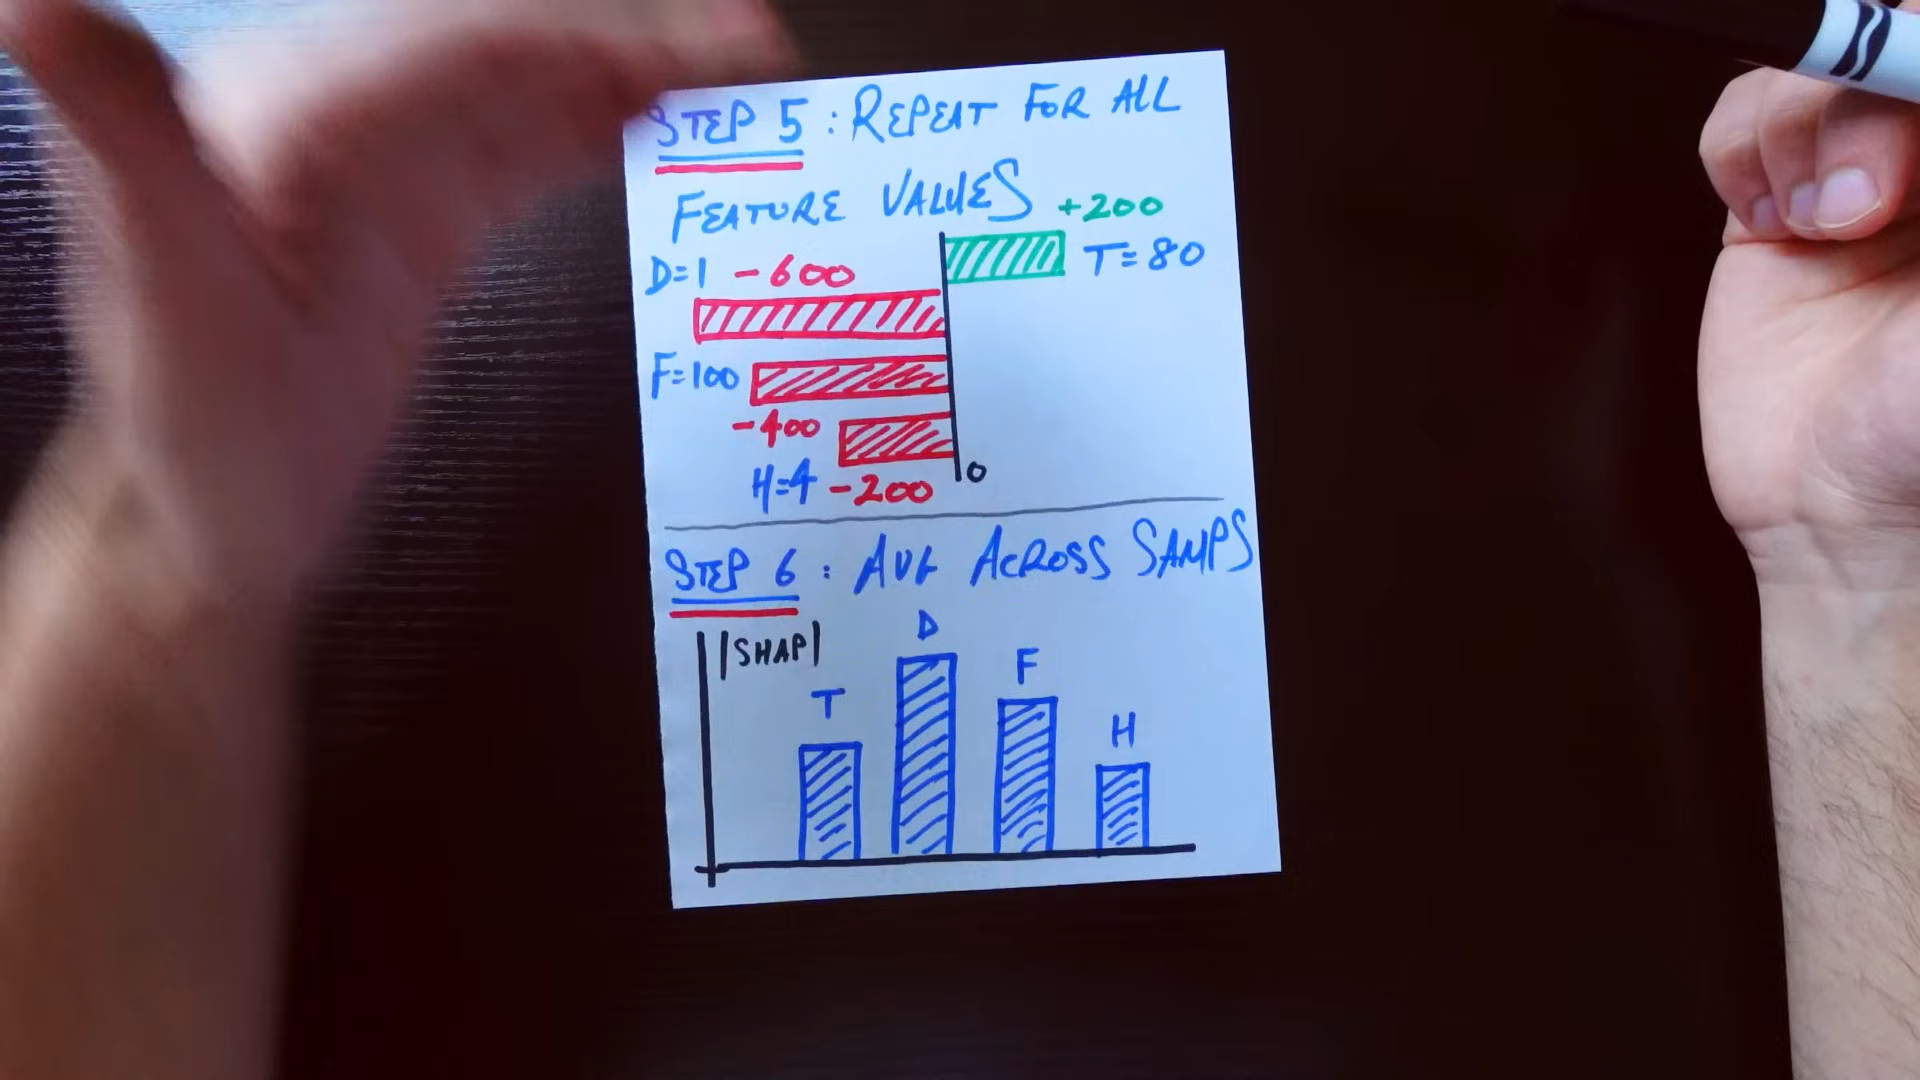 STEP 5 : REPEAT FOR ALL
FEATURE VALUES
+200
T=80
D=1 -600
F=100
-400
H=4 -200
0
STEP 6 : AVG ACROSS SAMPS
|SHAP|
T
D
F
H